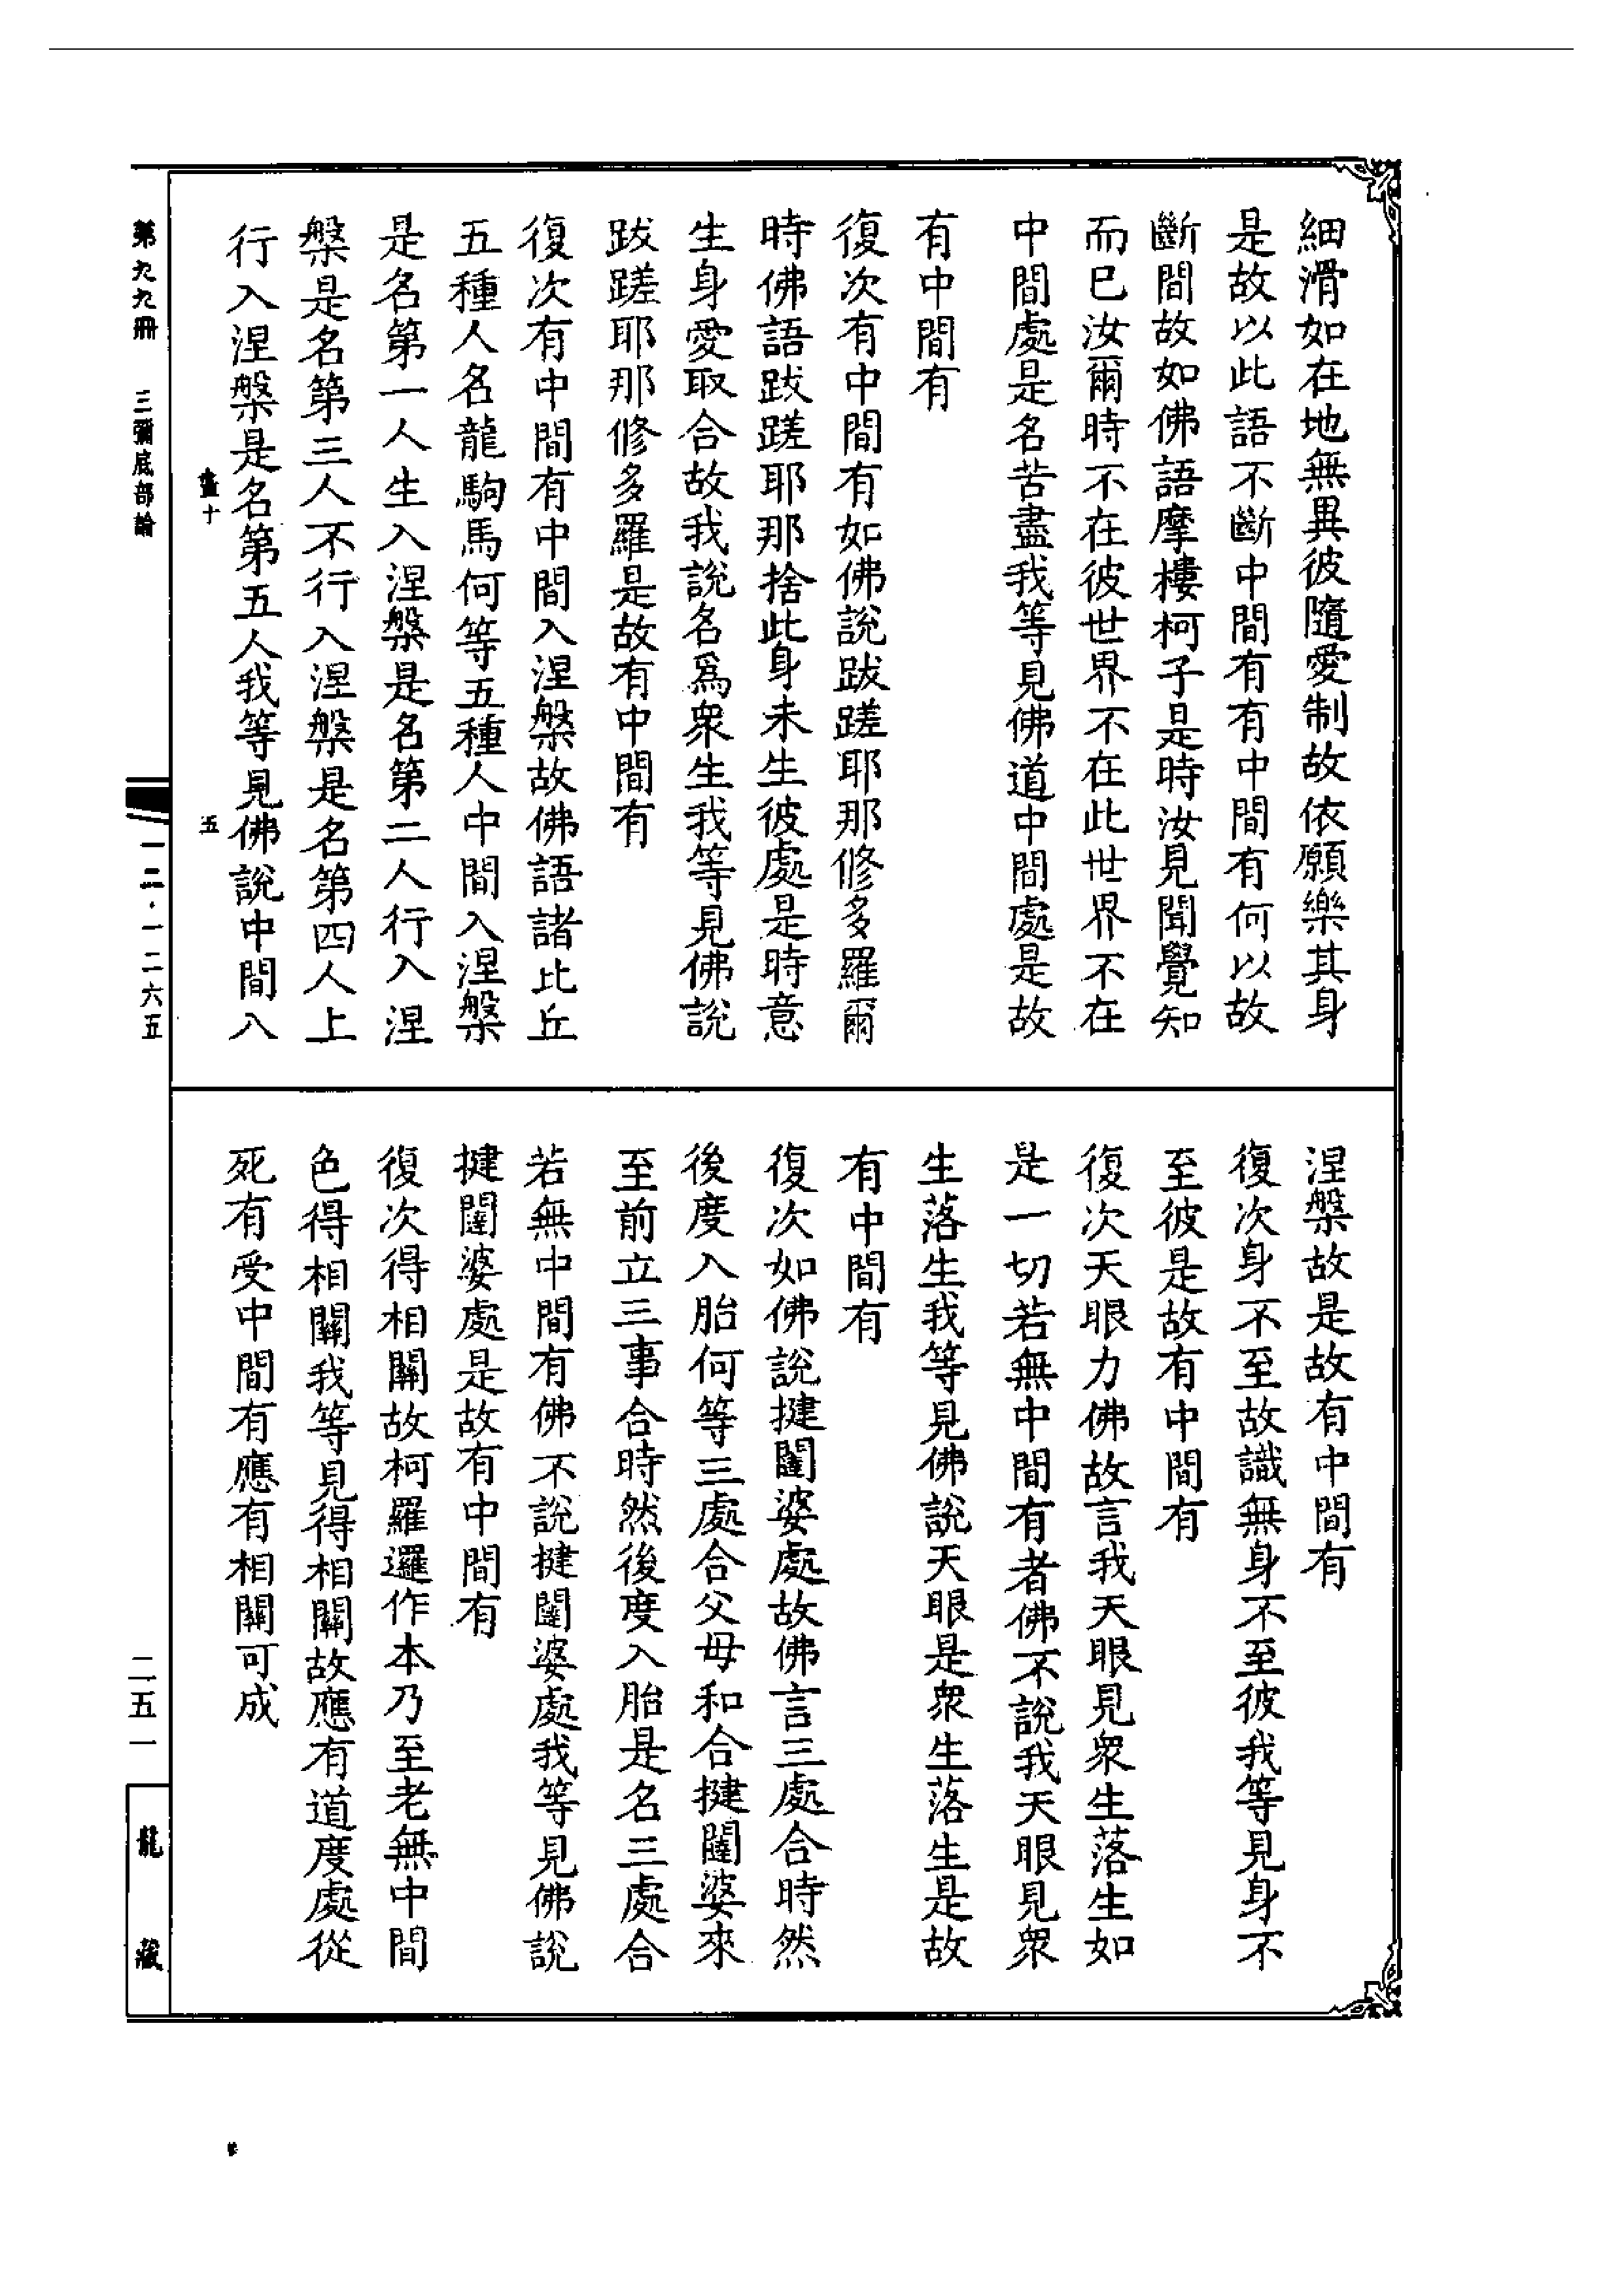 細滑如在地無異彼隨愛制故依願樂其身
是故以此語不斷中間有有中間有何以故
斷間故如佛語摩樓柯子是時汝見聞覺知
而已汝爾時不在彼世界不在此世界不在
中間處是名苦盡我等見佛道中間處是故
有中間有
復次有中間有如佛說跋蹉耶那修多羅爾
時佛語跋蹉耶那捨此身未生彼處是時意
生身愛取合故我說名爲衆生我等見佛說
跋蹉耶那修多羅是故有中間有
復次有中間有中間入涅槃故佛語諸比丘
五種人名龍駒馬何等五種人中間入涅槃
是名第一人生入涅槃是名第二人行入涅
槃是名第三人不行入涅槃是名第四人上
行入涅槃是名第五人我等見佛說中間入
涅槃故是故有中間有
復次身不至故識無身不至彼我等見身不
至彼是故有中間有
復次天眼力佛故言我天眼見衆生落生如
是一切若無中間有者佛不說我天眼見衆
生落生我等見佛說天眼是衆生落生是故
有中間有
復次如佛說揵闥婆處故佛言三處合時然
後度入胎何等三處合父母和合揵闥婆來
至前立三事合時然後度入胎是名三處合
若無中間有佛不說揵闥婆處我等見佛說
揵闥婆處是故有中間有
復次得相關故柯羅邏作本乃至老無中間
色得相關我等見得相關故應有道度處從
死有受中間有應有相關可成
第九九冊 三彌底部論
十 五
一二·一二六五
二五一
龍藏